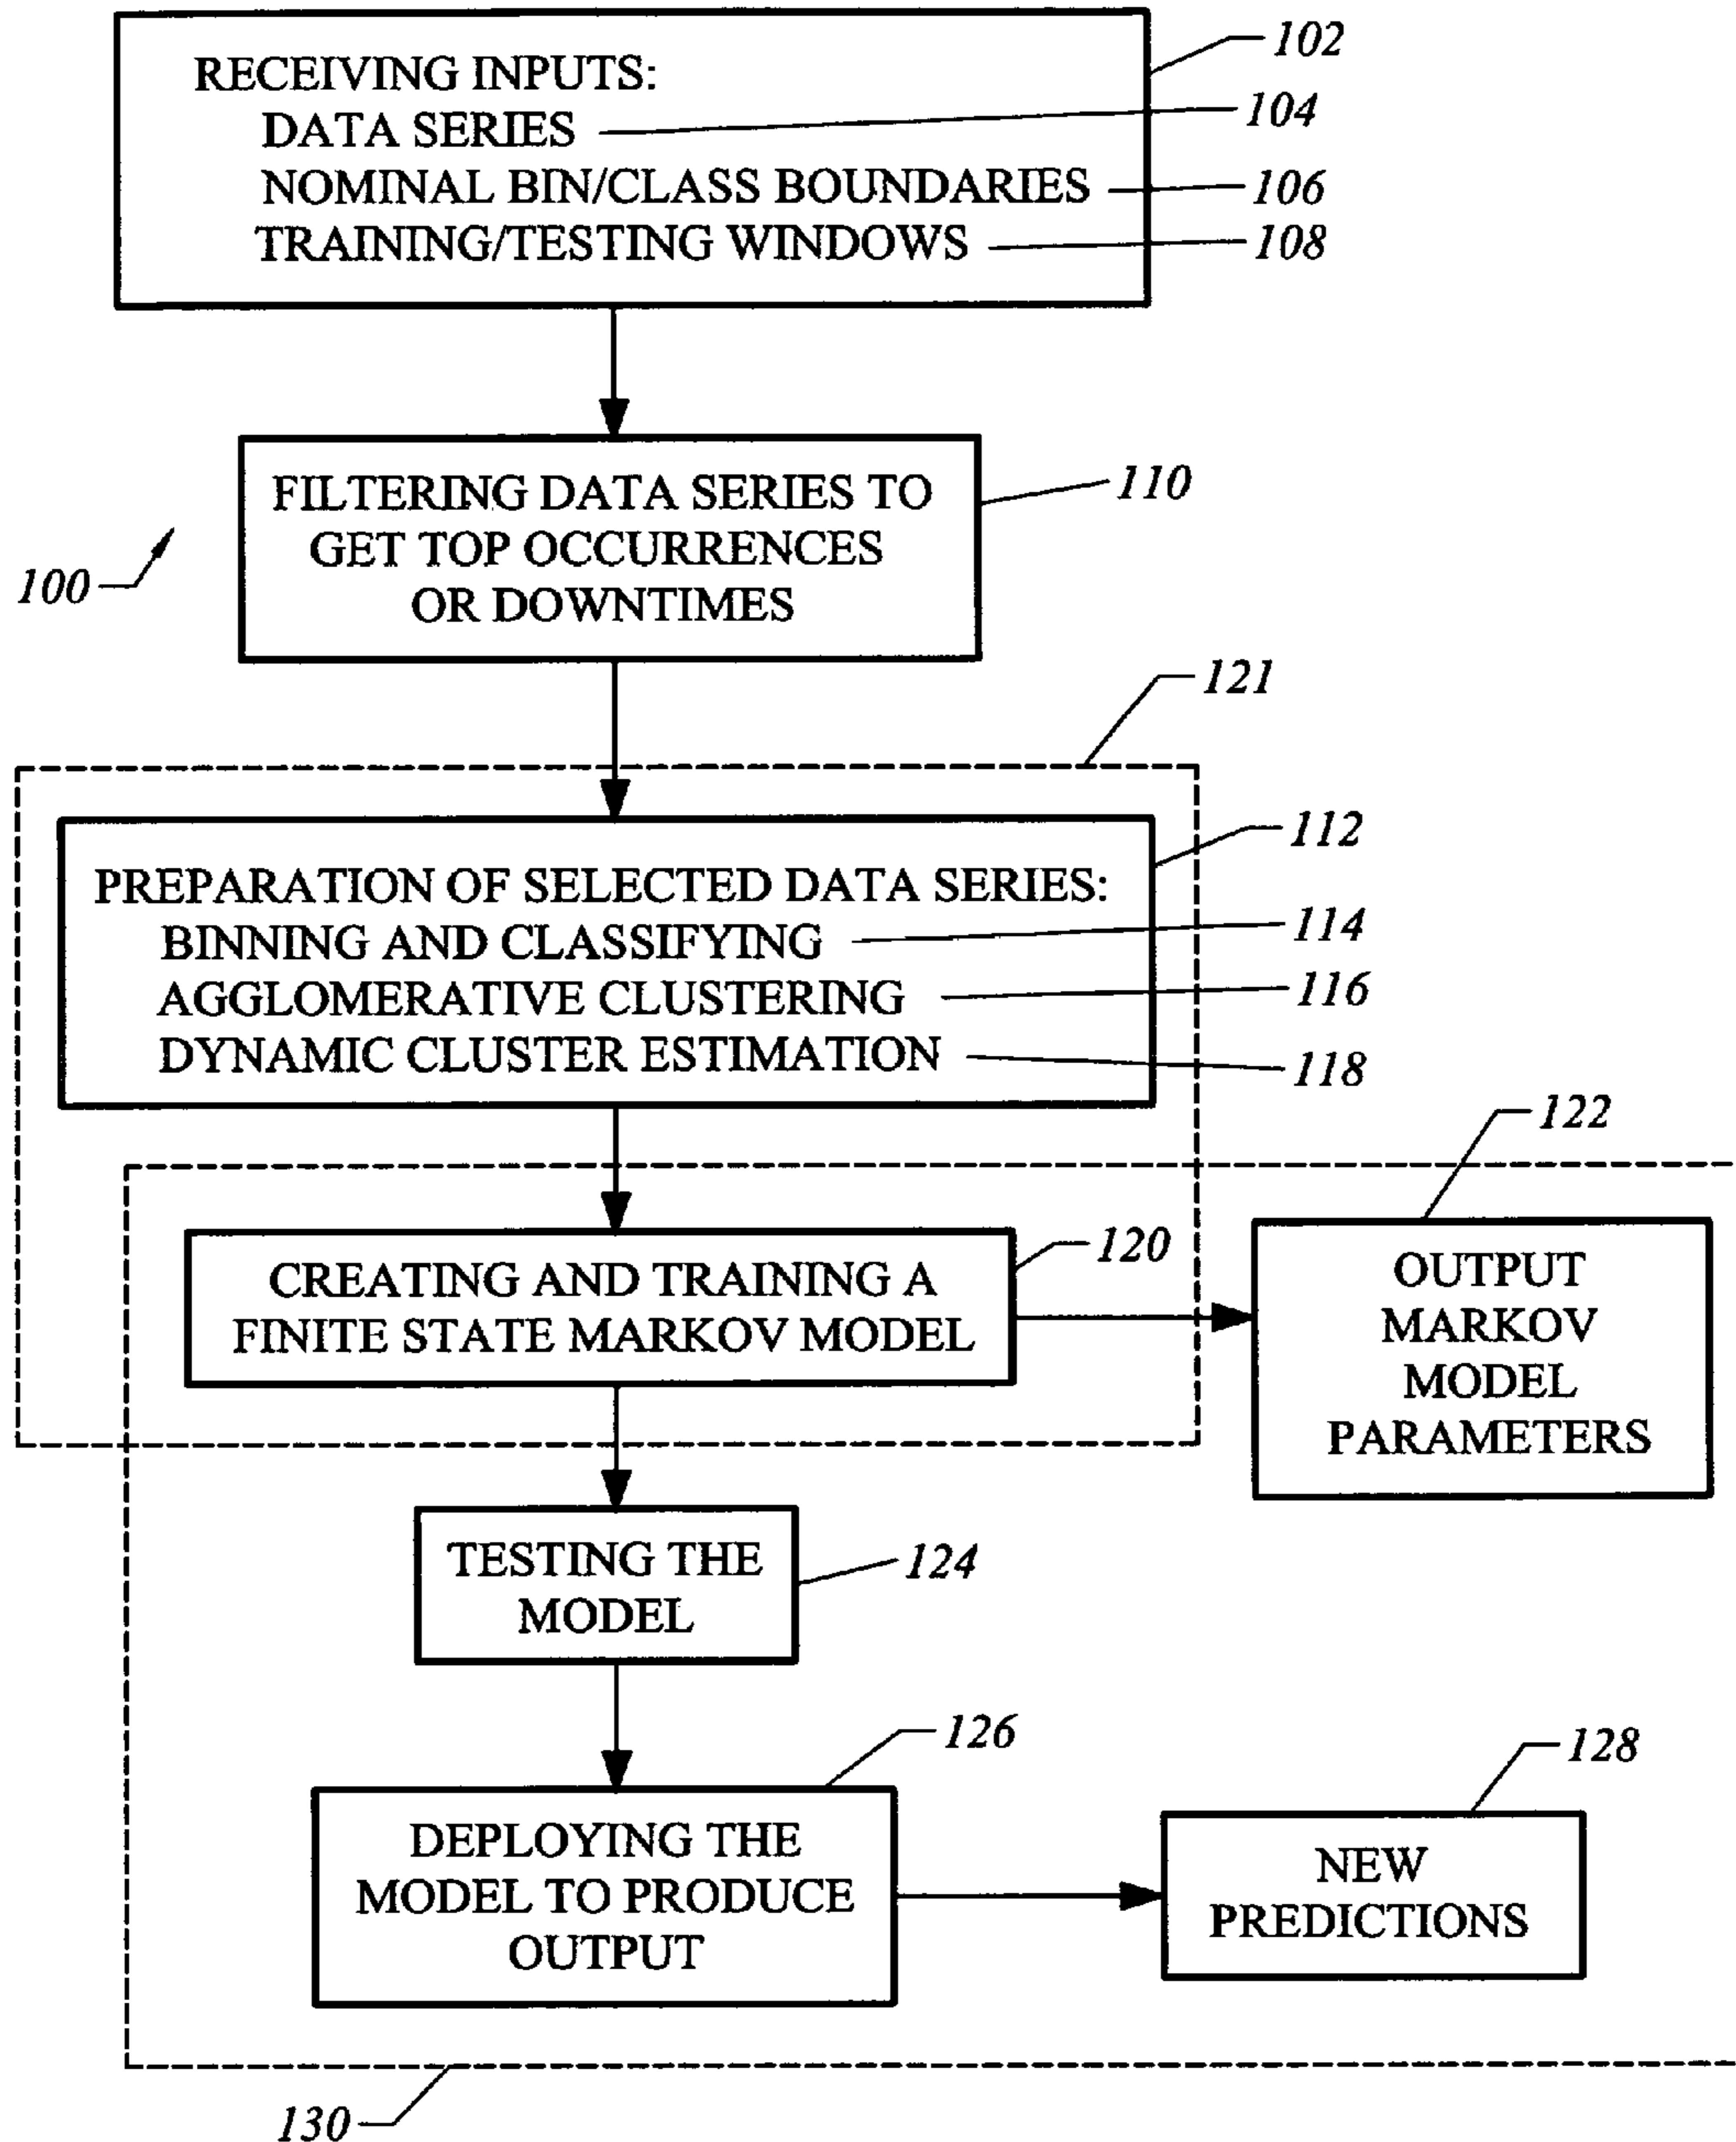 RECEIVING INPUTS:
102
DATA SERIES
104
NOMINAL BIN/CLASS BOUNDARIES
106
TRAINING/TESTING WINDOWS
108
FILTERING DATA SERIES TO
GET TOP OCCURRENCES
OR DOWNTIMES
110
100
121
PREPARATION OF SELECTED DATA SERIES:
112
BINNING AND CLASSIFYING
114
AGGLOMERATIVE CLUSTERING
116
DYNAMIC CLUSTER ESTIMATION
118
CREATING AND TRAINING A
FINITE STATE MARKOV MODEL
120
122
OUTPUT
MARKOV
MODEL
PARAMETERS
TESTING THE
MODEL
124
126
DEPLOYING THE
MODEL TO PRODUCE
OUTPUT
128
NEW
PREDICTIONS
130